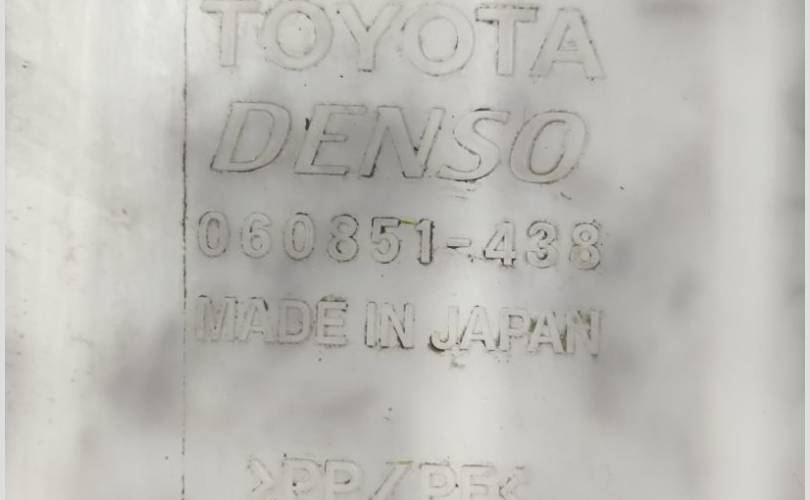 TOYOTA
DENSO
060851-438
MADE IN JAPAN
>PP/PE<